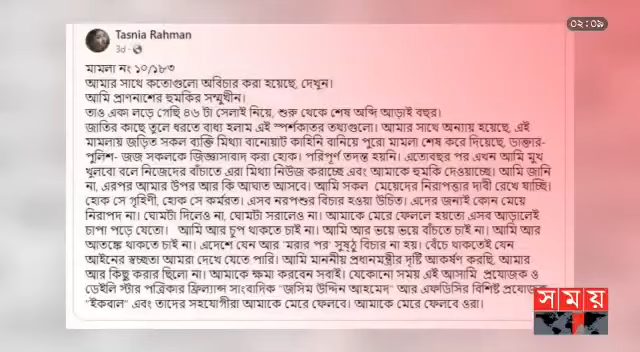 ০২:০৯
Tasnia Rahman
3d
মামলা নং ১০/১৮৩
আমার সাথে কতোগুলো অবিচার করা হয়েছে, দেখুন।
আমি প্রাণনাশের হুমকির সম্মুখীন।
তাও একা লড়ে গেছি ৪৬ টা সেলাই নিয়ে, শুরু থেকে শেষ অব্দি আড়াই বছর।
জাতির কাছে তুলে ধরতে বাধ্য হলাম এই স্পর্শকাতর তথ্যগুলো। আমার সাথে অন্যায় হয়েছে, এই
মামলায় জড়িত সকল ব্যক্তি মিথ্যা বানোয়াট কাহিনি বানিয়ে পুরো মামলা শেষ করে দিয়েছে, ডাক্তার-
পুলিশ- জজ সকলকে জিজ্ঞাসাবাদ করা হোক। পরিপূর্ণ তদন্ত হয়নি। এতোবছর পর এখন আমি মুখ
খুলবো বলে নিজেদের বাঁচাতে এরা মিথ্যা নিউজ করাচ্ছে এবং আমাকে হুমকি দেওয়াচ্ছে। আমি জানি
না, এরপর আমার উপর আর কি আঘাত আসবে। আমি সকল মেয়েদের নিরাপত্তার দাবী রেখে যাচ্ছি।
হোক সে গৃহিণী, হোক সে কর্মরত। এসব নরপশুর বিচার হওয়া উচিত। এদের জন্যই কোন মেয়ে
নিরাপদ না। ঘোমটা দিলেও না, ঘোমটা সরালেও না। আমাকে মেরে ফেললে হয়তো এসব আড়ালেই
চাপা পড়ে যেতো। আমি আর চুপ থাকতে চাই না। আমি আর ভয়ে ভয়ে বাঁচতে চাই না। আমি আর
আতঙ্কে থাকতে চাই না। এদেশে যেন আর 'মরার পর' সুষ্ঠু বিচার না হয়। বেঁচে থাকতেই যেন
আইনের স্বচ্ছতা আমরা দেখে যেতে পারি। আমি মাননীয় প্রধানমন্ত্রীর দৃষ্টি আকর্ষণ করছি, আমার
আর কিছু করার ছিলো না। আমাকে ক্ষমা করবেন সবাই। যেকোনো সময় এই আসামি প্রযোজক ও
ডেইলি স্টার পত্রিকার ফ্রিল্যান্স সাংবাদিক "জসিম উদ্দিন আহমেদ" আর এফডিসির বিশিষ্ট প্রযোজক
"ইকবাল" এবং তাদের সহযোগীরা আমাকে মেরে ফেলবে। আমাকে মেরে ফেলবে ওরা।
সময়